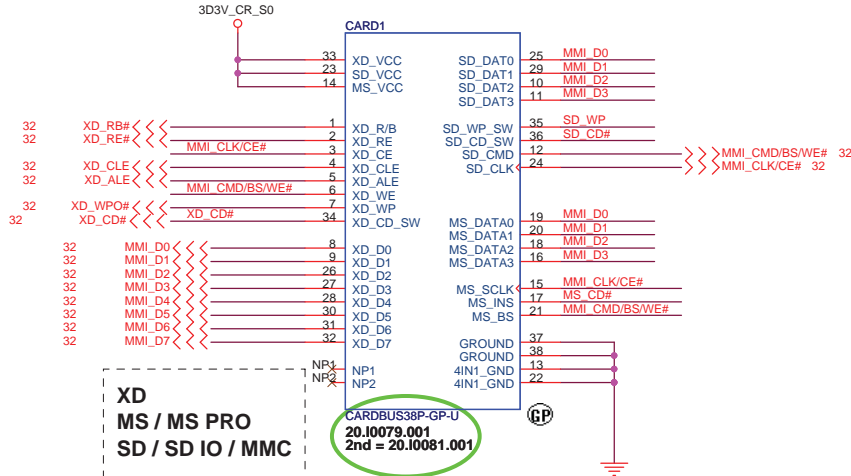 3D3V_CR_S0
CARD1
33 XD_VCC SD_DAT0 25 MMI_D0
23 SD_VCC SD_DAT1 29 MMI_D1
14 MS_VCC SD_DAT2 10 MMI_D2
SD_DAT3 11 MMI_D3
32 XD_RB# 1 XD_R/B SD_WP_SW 35 SD_WP
32 XD_RE# 2 XD_RE SD_CD_SW 36 SD_CD#
MMI_CLK/CE# 3 XD_CE SD_CMD 12 MMI_CMD/BS/WE# 32
32 XD_CLE 4 XD_CLE SD_CLK 24 MMI_CLK/CE# 32
32 XD_ALE 5 XD_ALE
MMI_CMD/BS/WE# 6 XD_WE
32 XD_WPO# 7 XD_WP
32 XD_CD# XD_CD# 34 XD_CD_SW MS_DATA0 19 MMI_D0
MS_DATA1 20 MMI_D1
32 MMI_D0 8 XD_D0 MS_DATA2 18 MMI_D2
32 MMI_D1 9 XD_D1 MS_DATA3 16 MMI_D3
32 MMI_D2 26 XD_D2
32 MMI_D3 27 XD_D3 MS_SCLK 15 MMI_CLK/CE#
32 MMI_D4 28 XD_D4 MS_INS 17 MS_CD#
32 MMI_D5 30 XD_D5 MS_BS 21 MMI_CMD/BS/WE#
32 MMI_D6 31 XD_D6
32 MMI_D7 32 XD_D7 GROUND 37
GROUND 38
NP1 NP1 4IN1_GND 13
NP2 NP2 4IN1_GND 22
XD
MS / MS PRO
SD / SD IO / MMC
CARDBUS38P-GP-U
20.I0079.001
2nd = 20.I0081.001
GP